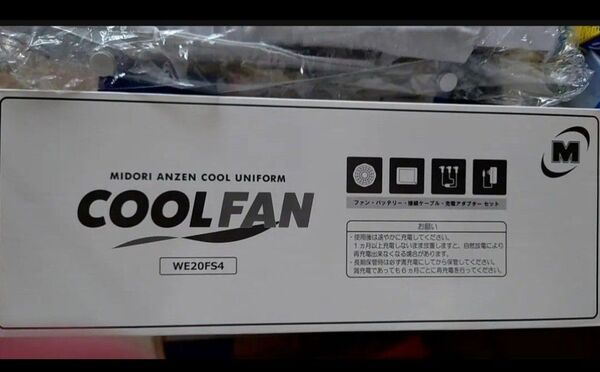 M
MIDORI ANZEN COOL UNIFORM
COOLFAN
WE20FS4
ファン・バッテリー・接続ケーブル・充電アダプターセット
お願い
・使用後は速やかに充電してください。
1ヵ月以上充電しないまま放置しますと、自然放電により
再充電出来なくなる場合があります。
・長期保管時は必ず満充電にしてから保管してください。
満充電であっても6ヵ月ごとに再充電を行ってください。